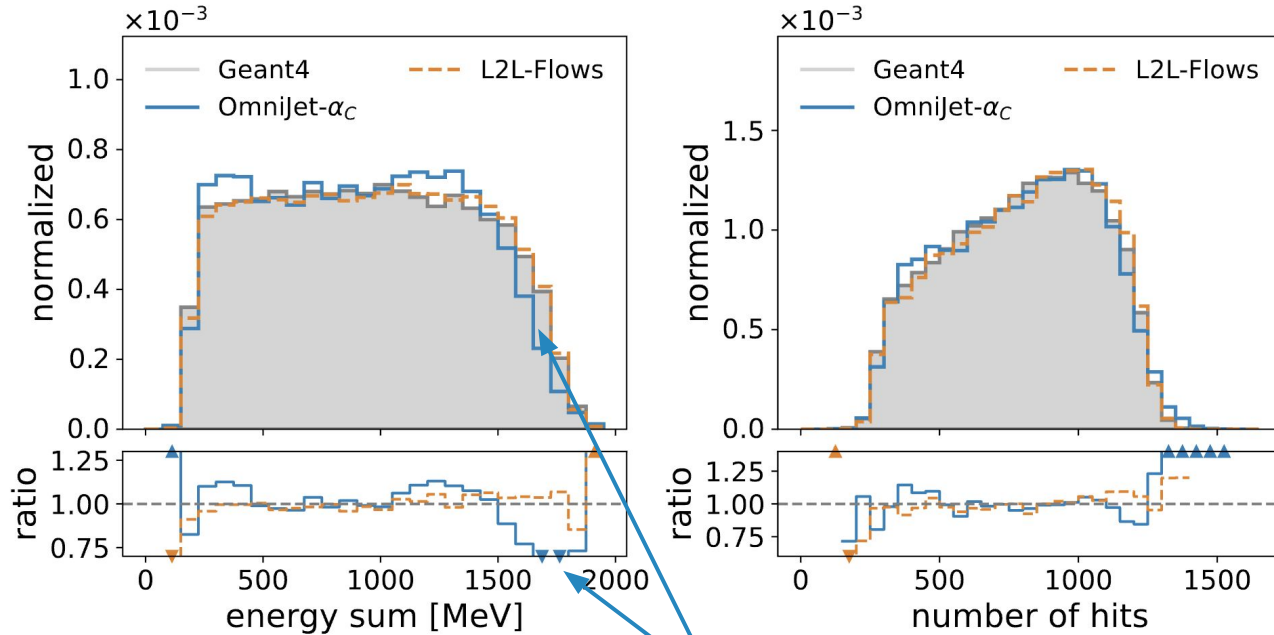 ×10⁻³
Geant4
L2L-Flows
OmniJet-α_C
normalized
1.0
0.8
0.6
0.4
0.2
0.0
ratio
1.25
1.00
0.75
0 500 1000 1500 2000
energy sum [MeV]
×10⁻³
Geant4
L2L-Flows
OmniJet-α_C
normalized
1.5
1.0
0.5
0.0
ratio
1.25
1.00
0.75
0 500 1000 1500
number of hits